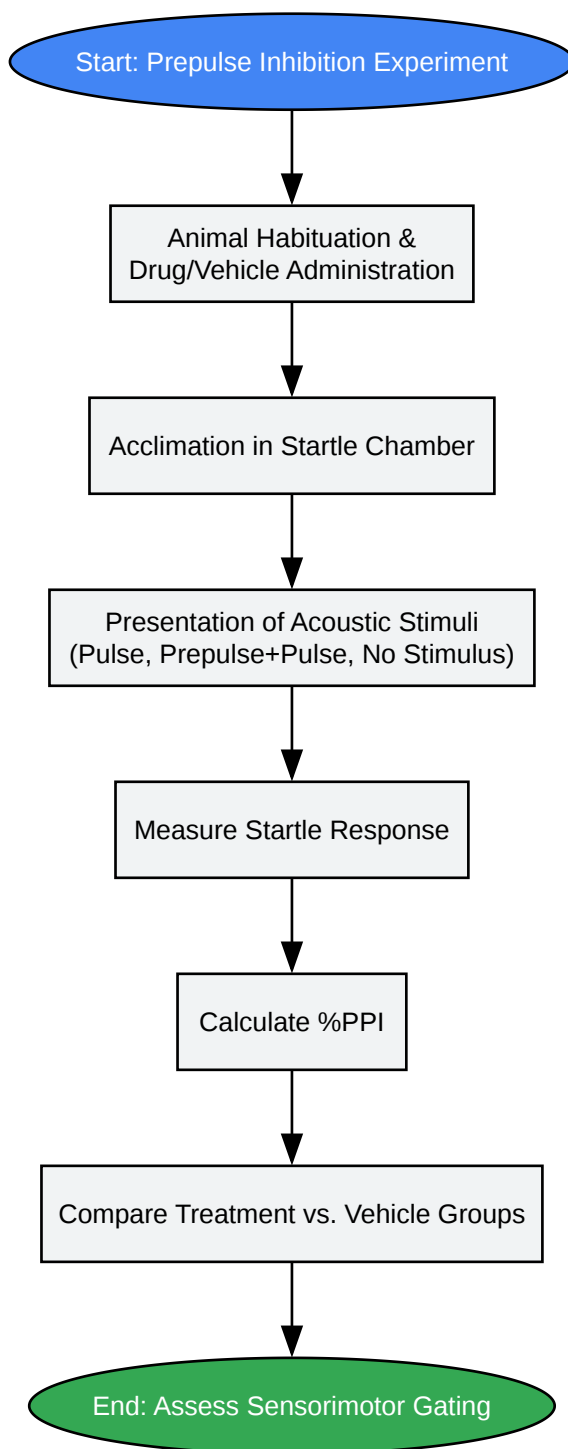 Start: Prepulse Inhibition Experiment
Animal Habituation &
Drug/Vehicle Administration
Acclimation in Startle Chamber
Presentation of Acoustic Stimuli
(Pulse, Prepulse+Pulse, No Stimulus)
Measure Startle Response
Calculate %PPI
Compare Treatment vs. Vehicle Groups
End: Assess Sensorimotor Gating